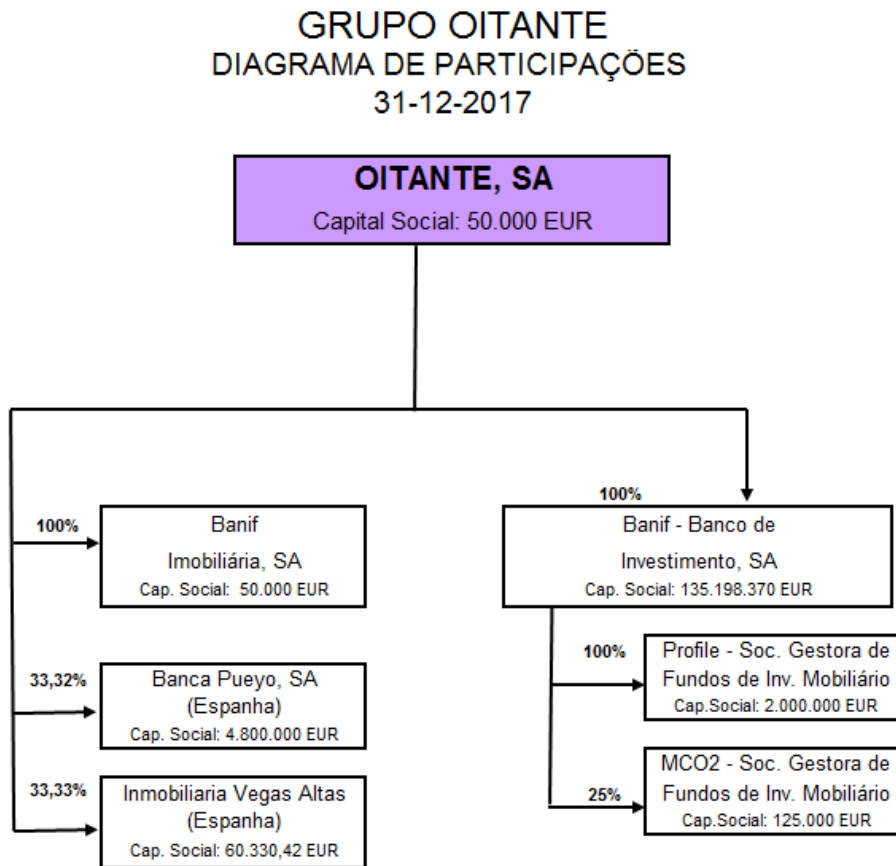 GRUPO OITANTE
DIAGRAMA DE PARTICIPAÇÕES
31-12-2017
OITANTE, SA
Capital Social: 50.000 EUR
100%
Banif
Imobiliária, SA
Cap. Social: 50.000 EUR
33,32%
Banca Pueyo, SA
(Espanha)
Cap. Social: 4.800.000 EUR
33,33%
Inmobiliaria Vegas Altas
(Espanha)
Cap. Social: 60.330,42 EUR
100%
Banif - Banco de
Investimento, SA
Cap. Social: 135.198.370 EUR
100%
Profile - Soc. Gestora de
Fundos de Inv. Mobiliário
Cap.Social: 2.000.000 EUR
25%
MCO2 - Soc. Gestora de
Fundos de Inv. Mobiliário
Cap.Social: 125.000 EUR